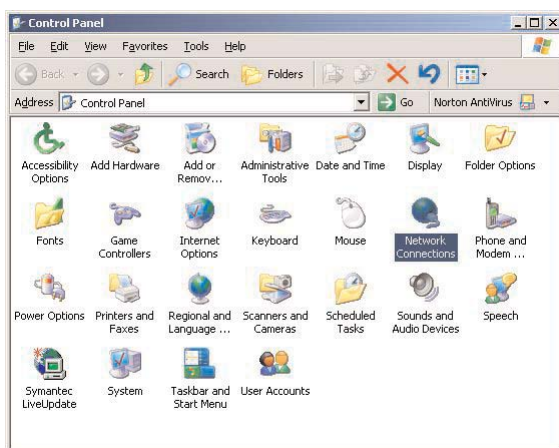 Control Panel
File Edit View Favorites Tools Help
Back Search Folders
Address Control Panel Go Norton AntiVirus
Accessibility Options
Add Hardware
Add or Remov...
Administrative Tools
Date and Time
Display
Folder Options
Fonts
Game Controllers
Internet Options
Keyboard
Mouse
Network Connections
Phone and Modem ...
Power Options
Printers and Faxes
Regional and Language ...
Scanners and Cameras
Scheduled Tasks
Sounds and Audio Devices
Speech
Symantec LiveUpdate
System
Taskbar and Start Menu
User Accounts